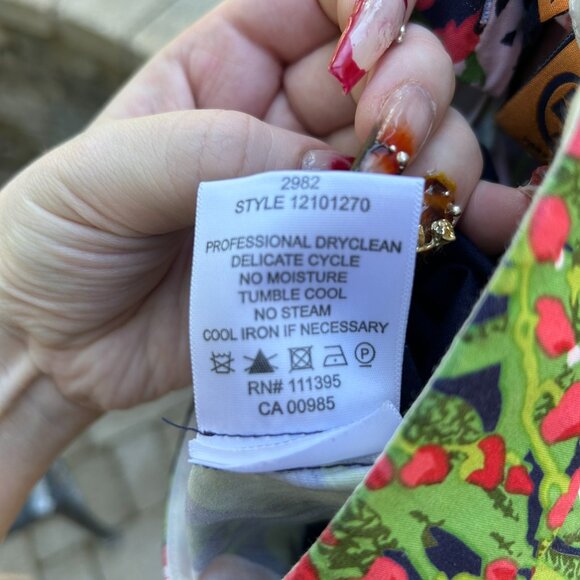 2982
STYLE 12101270
PROFESSIONAL DRYCLEAN
DELICATE CYCLE
NO MOISTURE
TUMBLE COOL
NO STEAM
COOL IRON IF NECESSARY
P
RN# 111395
CA 00985